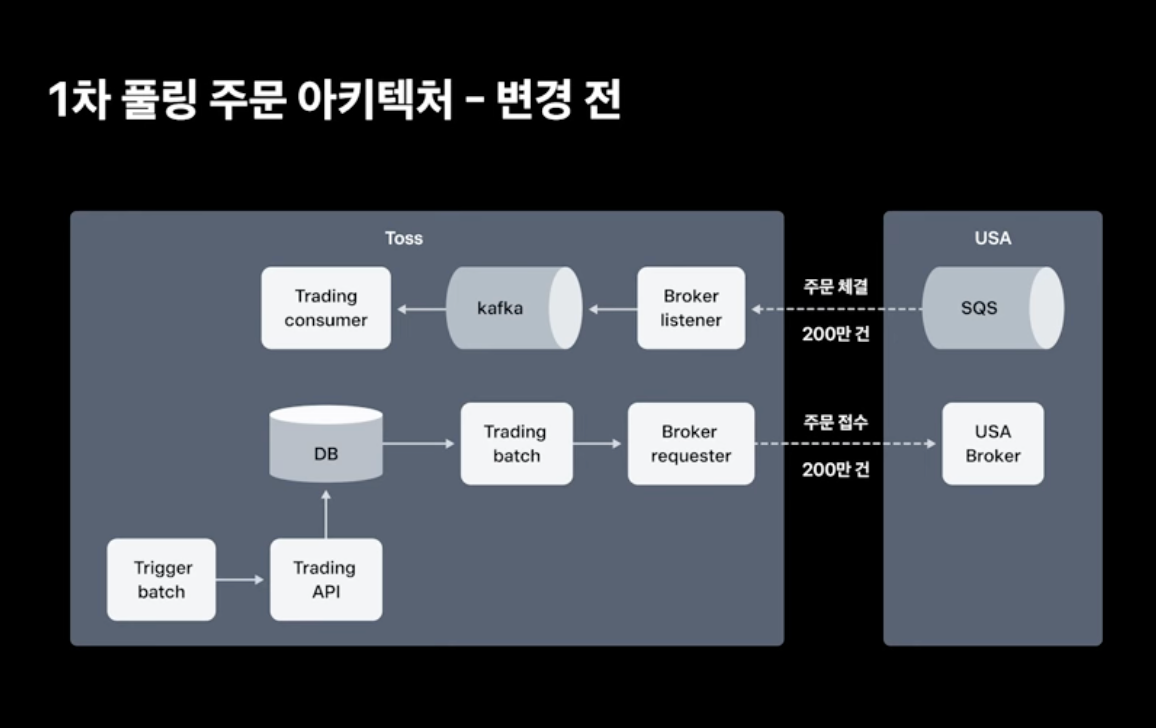 1차 풀링 주문 아키텍처 - 변경 전
Toss
USA
Trading
consumer
kafka
Broker
listener
주문 체결
200만 건
SQS
DB
Trading
batch
Broker
requester
주문 접수
200만 건
USA
Broker
Trigger
batch
Trading
API